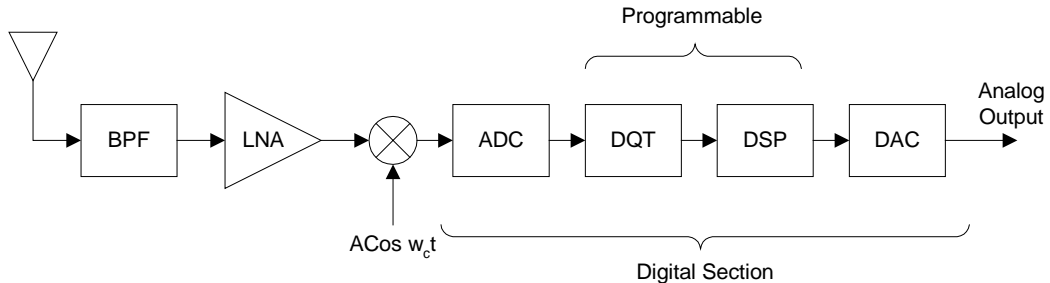 Programmable
Analog
Output
BPF
LNA
ADC
DQT
DSP
DAC
ACos w_ct
Digital Section